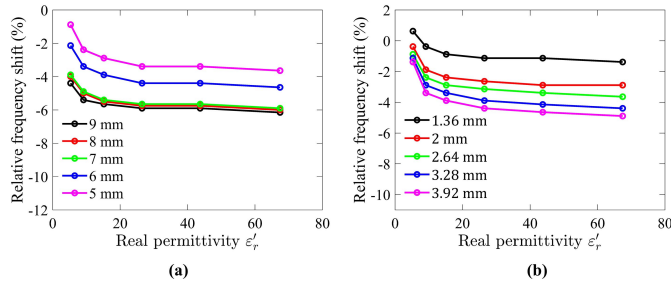 0
-2
-4
-6
-8
-10
-12
0
20
40
60
80
Relative frequency shift (%)
Real permittivity ε′r
9 mm
8 mm
7 mm
6 mm
5 mm
(a)
2
0
-2
-4
-6
-8
-10
0
20
40
60
80
Relative frequency shift (%)
Real permittivity ε′r
1.36 mm
2 mm
2.64 mm
3.28 mm
3.92 mm
(b)